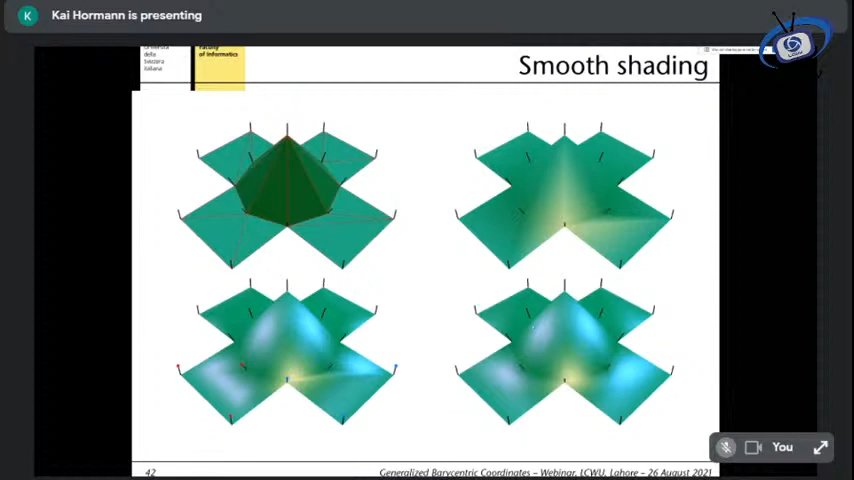 K
Kai Hormann is presenting
Università
della
Svizzera
italiana
Faculty
of Informatics
LCWU
Smooth shading
42
Generalized Barycentric Coordinates – Webinar, LCWU, Lahore – 26 August 2021
You